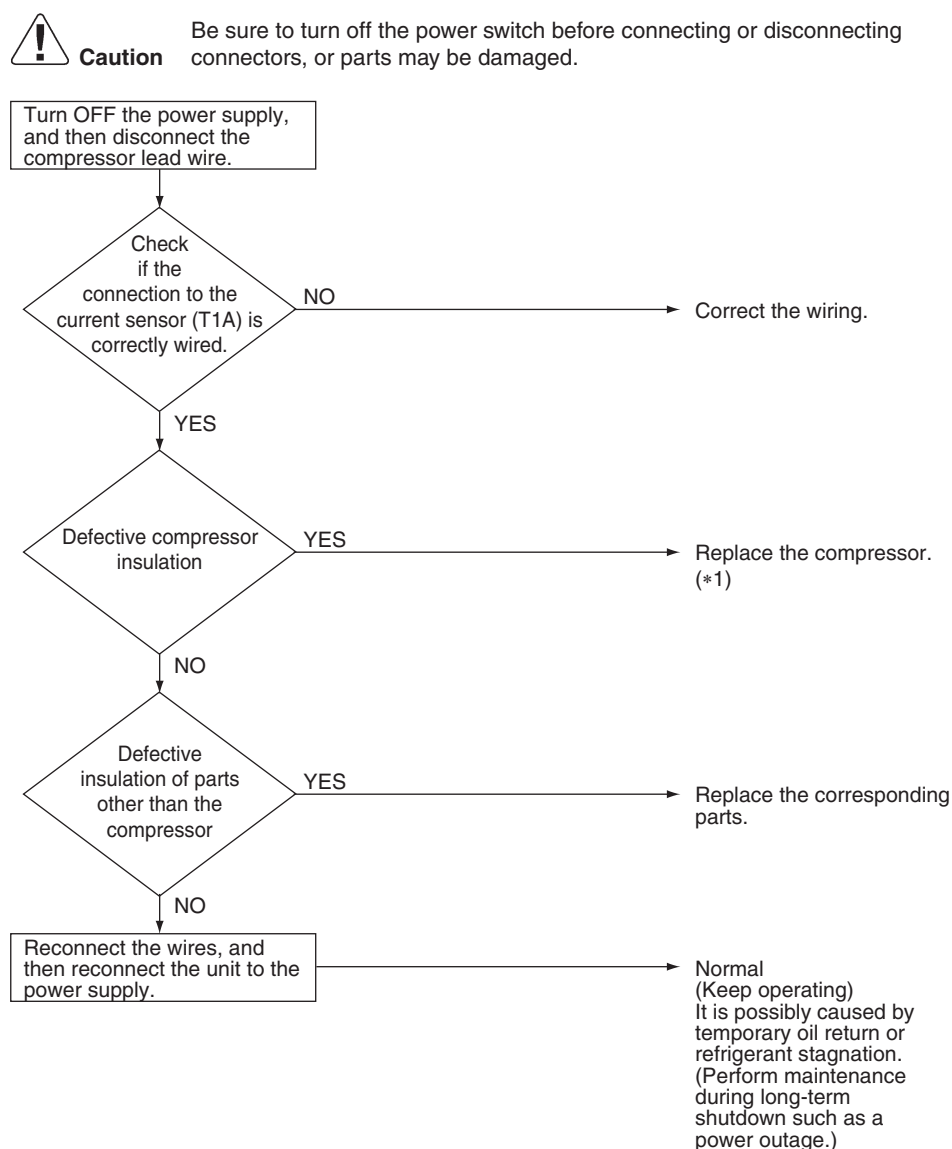 Be sure to turn off the power switch before connecting or disconnecting
Caution connectors, or parts may be damaged.
Turn OFF the power supply,
and then disconnect the
compressor lead wire.
Check
if the
connection to the
current sensor (T1A) is
correctly wired.
NO
Correct the wiring.
YES
Defective compressor
insulation
YES
Replace the compressor.
(*1)
NO
Defective
insulation of parts
other than the
compressor
YES
Replace the corresponding
parts.
NO
Reconnect the wires, and
then reconnect the unit to the
power supply.
Normal
(Keep operating)
It is possibly caused by
temporary oil return or
refrigerant stagnation.
(Perform maintenance
during long-term
shutdown such as a
power outage.)